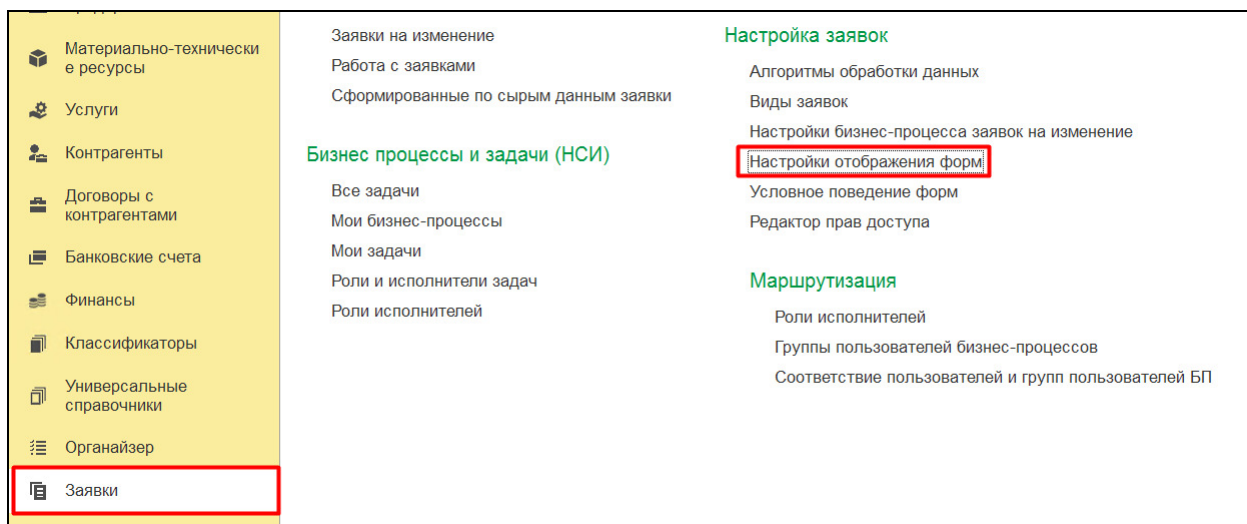 Материально-технически
е ресурсы
Услуги
Контрагенты
Договоры с
контрагентами
Банковские счета
Финансы
Классификаторы
Универсальные
справочники
Органайзер
Заявки
Заявки на изменение
Работа с заявками
Сформированные по сырым данным заявки
Бизнес процессы и задачи (НСИ)
Все задачи
Мои бизнес-процессы
Мои задачи
Роли и исполнители задач
Роли исполнителей
Настройка заявок
Алгоритмы обработки данных
Виды заявок
Настройки бизнес-процесса заявок на изменение
Настройки отображения форм
Условное поведение форм
Редактор прав доступа
Маршрутизация
Роли исполнителей
Группы пользователей бизнес-процессов
Соответствие пользователей и групп пользователей БП